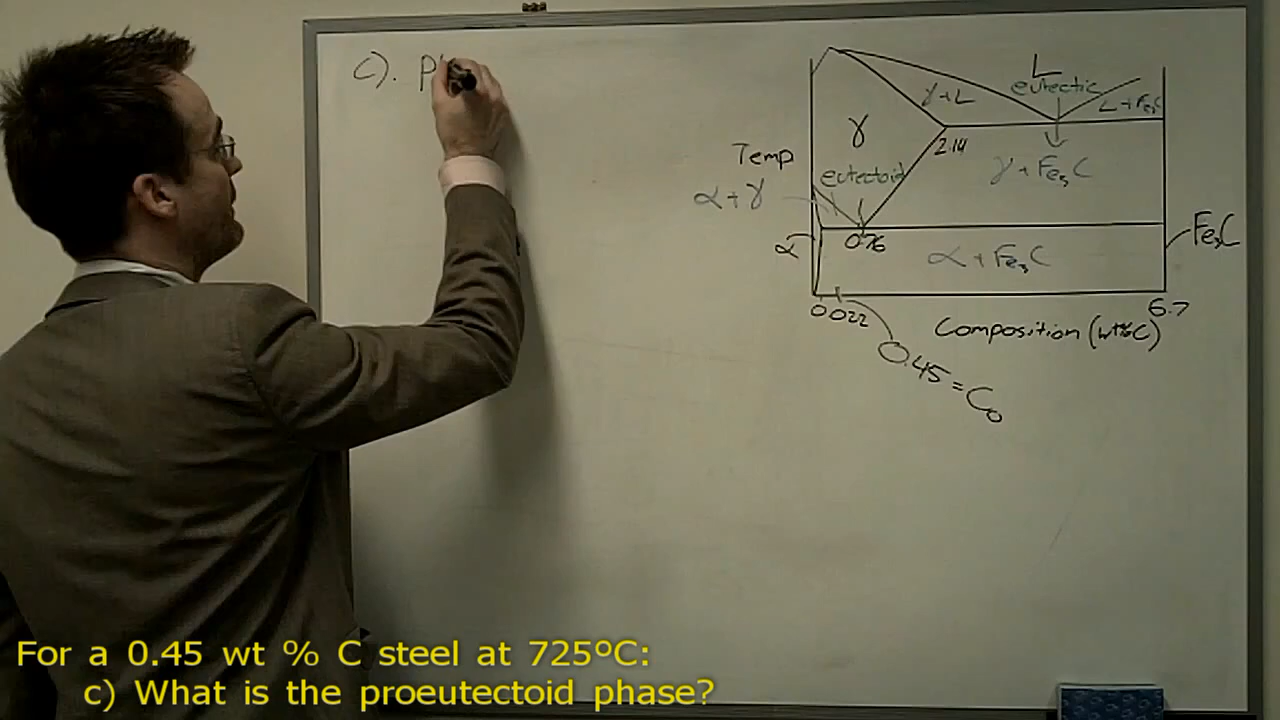 c). p
L
eutectic
γ+L
L+Fe₃C
γ
2.14
Temp
eutectoid
γ+Fe₃C
α+γ
α
0.76
α+Fe₃C
Fe₃C
0.022
6.7
Composition (wt%C)
0.45=C₀
For a 0.45 wt % C steel at 725ºC:
c) What is the proeutectoid phase?